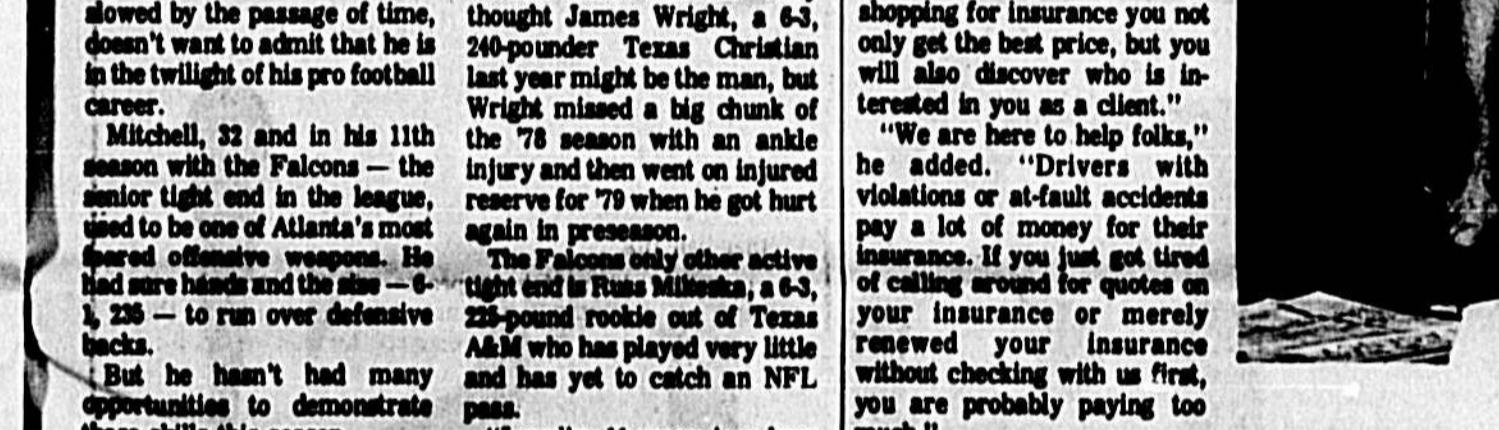 slowed by the passage of time,
doesn't want to admit that he is
in the twilight of his pro football
career.
Mitchell, 32 and in his 11th
season with the Falcons — the
senior tight end in the league,
used to be one of Atlanta's most
feared offensive weapons. He
had sure hands and the size — 6-
1, 235 — to run over defensive
backs.
But he hasn't had many
opportunities to demonstrate
those skills this season.
thought James Wright, a 6-3,
240-pounder Texas Christian
last year might be the man, but
Wright missed a big chunk of
the '78 season with an ankle
injury and then went on injured
reserve for '79 when he got hurt
again in preseason.
The Falcons only other active
tight end is Russ Mikeska, a 6-3,
225-pound rookie out of Texas
A&M who has played very little
and has yet to catch an NFL
pass.
shopping for insurance you not
only get the best price, but you
will also discover who is in-
terested in you as a client."
"We are here to help folks,"
he added. "Drivers with
violations or at-fault accidents
pay a lot of money for their
insurance. If you just got tired
of calling around for quotes on
your insurance or merely
renewed your insurance
without checking with us first,
you are probably paying too
much."